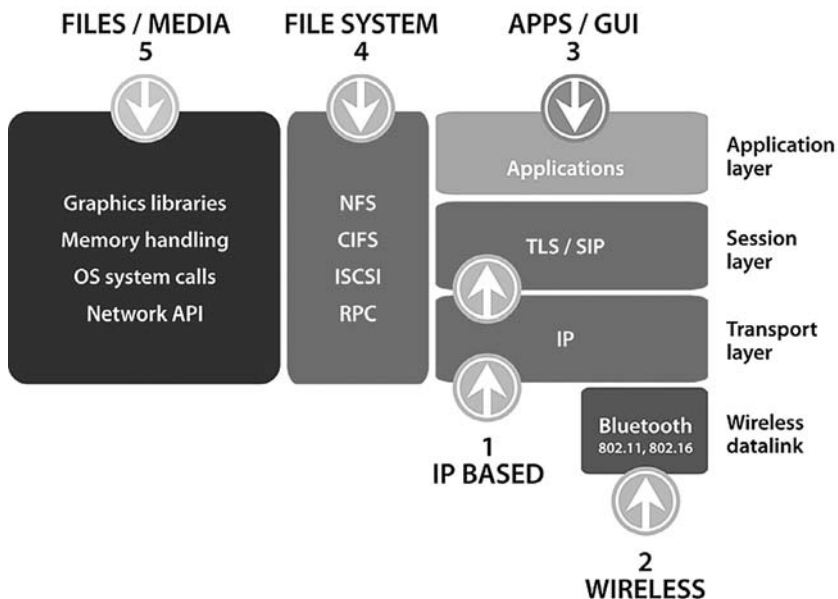 FILES / MEDIA
5
FILE SYSTEM
4
APPS / GUI
3
Graphics libraries
Memory handling
OS system calls
Network API
NFS
CIFS
ISCSI
RPC
Applications
Application
layer
TLS / SIP
Session
layer
IP
Transport
layer
Bluetooth
802.11, 802.16
Wireless
datalink
1
IP BASED
2
WIRELESS